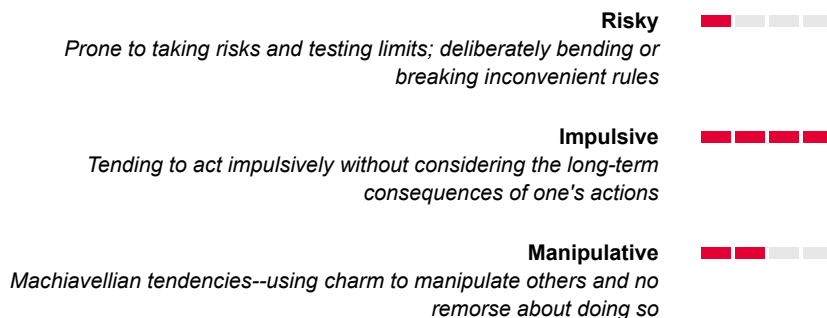 Risky
Prone to taking risks and testing limits; deliberately bending or
breaking inconvenient rules
Impulsive
Tending to act impulsively without considering the long-term
consequences of one's actions
Manipulative
Machiavellian tendencies--using charm to manipulate others and no
remorse about doing so